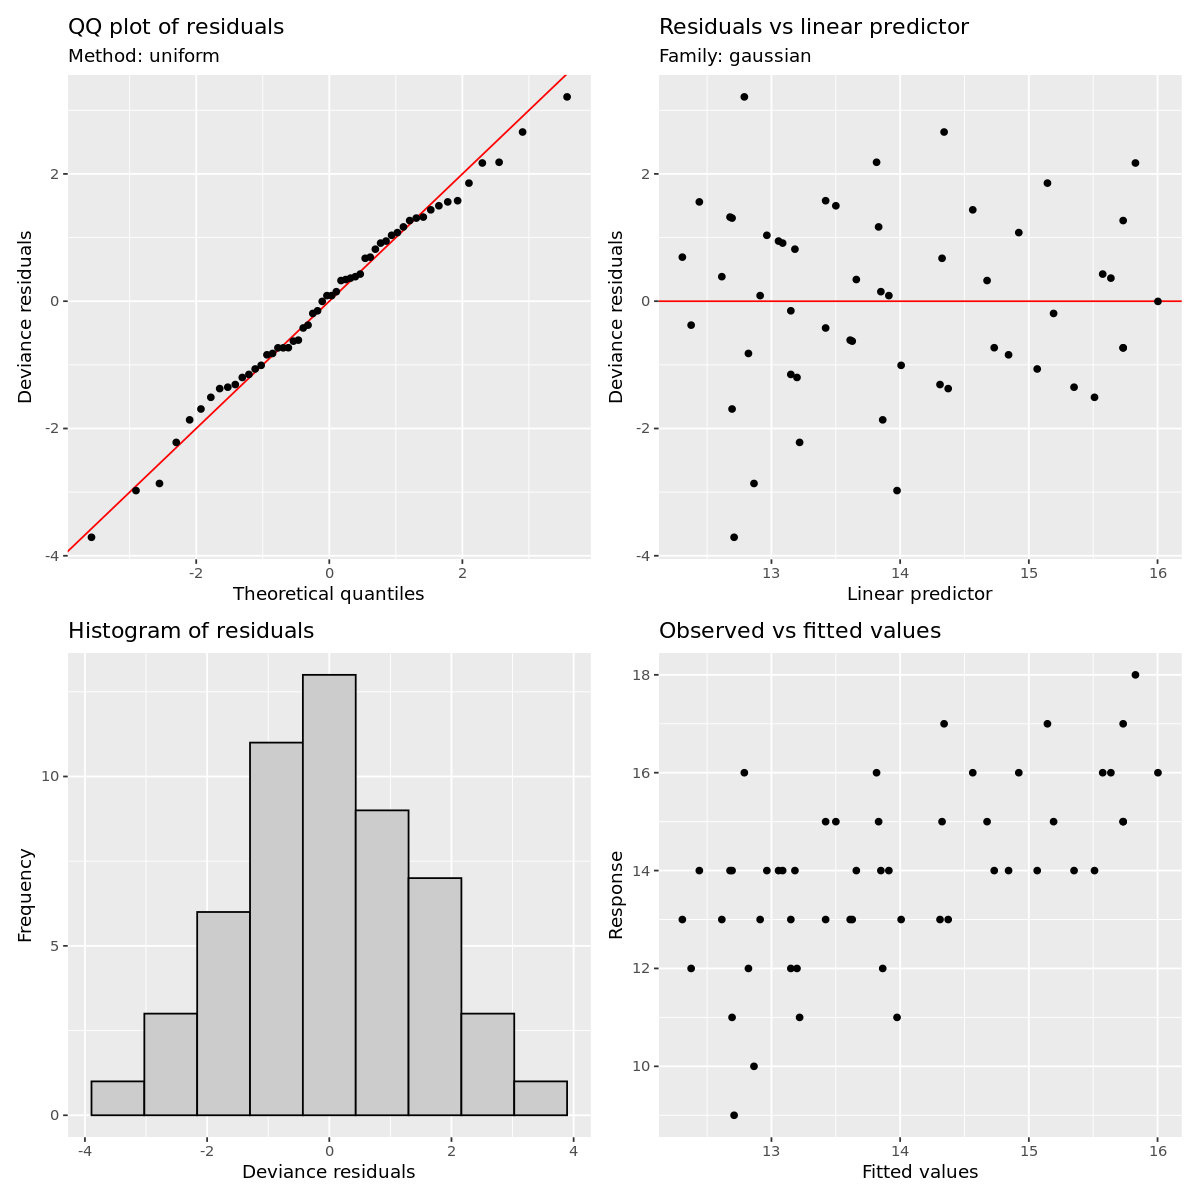 QQ plot of residuals
Method: uniform
Deviance residuals
2
0
-2
-4
-2
0
2
Theoretical quantiles
Residuals vs linear predictor
Family: gaussian
Deviance residuals
2
0
-2
-4
13
14
15
16
Linear predictor
Histogram of residuals
Frequency
10
5
0
-4
-2
0
2
4
Deviance residuals
Observed vs fitted values
Response
18
16
14
12
10
13
14
15
16
Fitted values